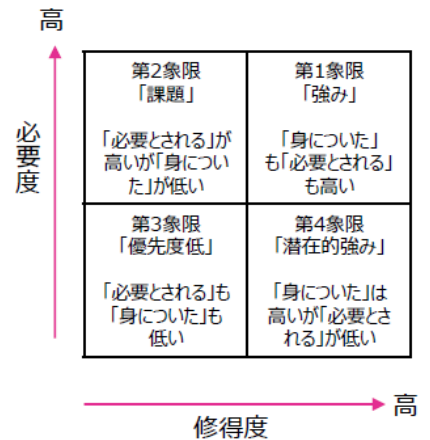 高
必要度
第2象限
「課題」
「必要とされる」が
高いが「身につい
た」が低い
第1象限
「強み」
「身についた」
も「必要とされる」
も高い
第3象限
「優先度低」
「必要とされる」も
「身についた」も
低い
第4象限
「潜在的強み」
「身についた」は
高いが「必要とさ
れる」が低い
高
修得度